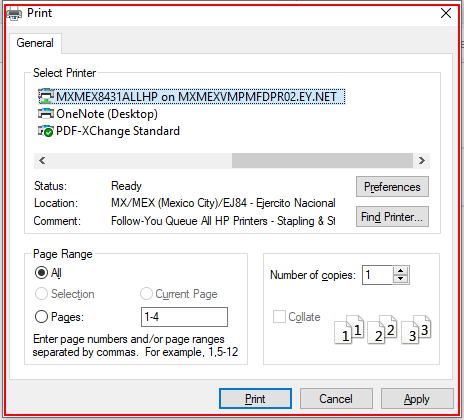 Print
General
Select Printer
MXMEX8431ALLHP on MXMEXVMPMFDPR02.EY.NET
OneNote (Desktop)
PDF-XChange Standard
Status: Ready
Preferences
Location: MX/MEX (Mexico City)/EJ84 - Ejercito Nacional
Comment: Follow-You Queue All HP Printers - Stapling & St
Find Printer...
Page Range
All
Selection Current Page
Pages: 1-4
Enter page numbers and/or page ranges
separated by commas. For example, 1,5-12
Number of copies: 1
Collate
1 1 2 2 3 3
Print Cancel Apply